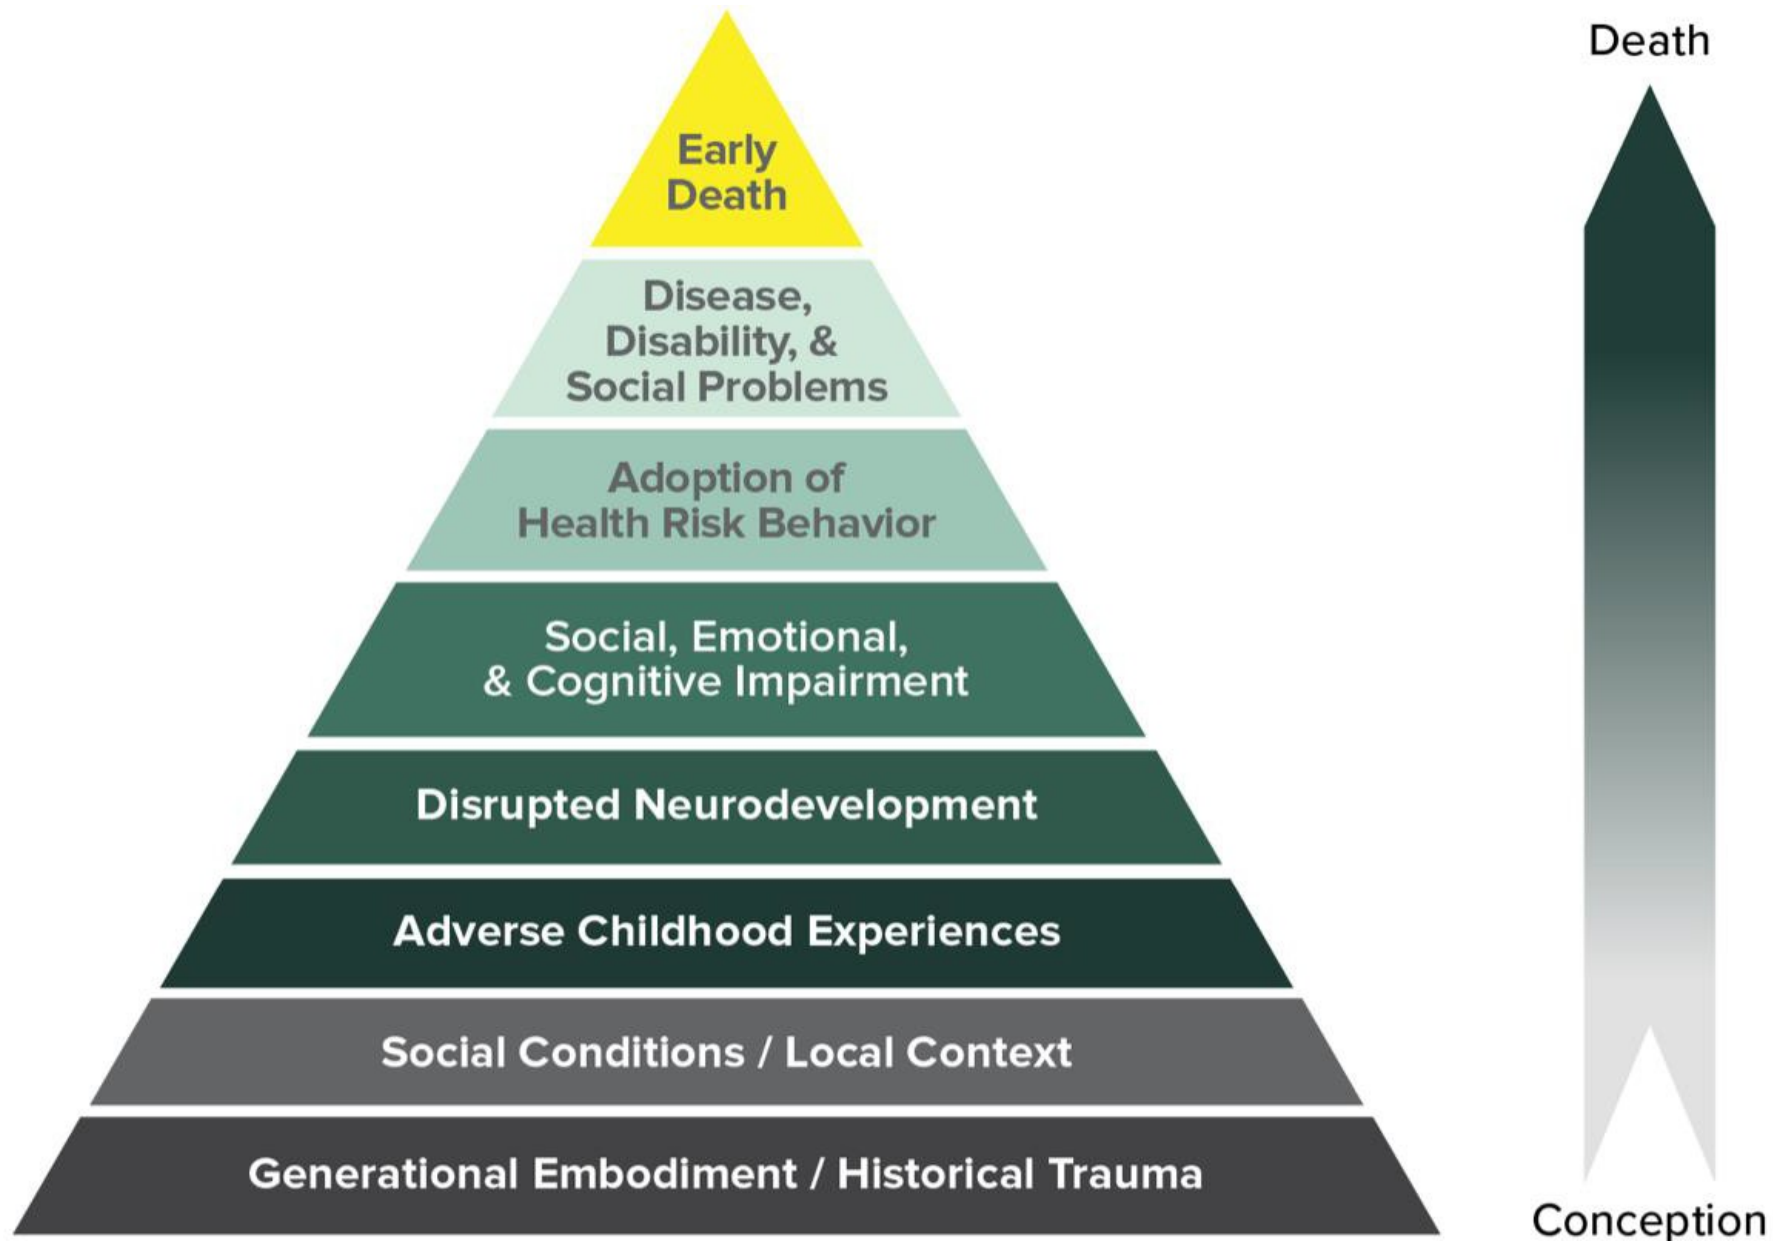 Death
Early
Death
Disease,
Disability, &
Social Problems
Adoption of
Health Risk Behavior
Social, Emotional,
& Cognitive Impairment
Disrupted Neurodevelopment
Adverse Childhood Experiences
Social Conditions / Local Context
Generational Embodiment / Historical Trauma
Conception